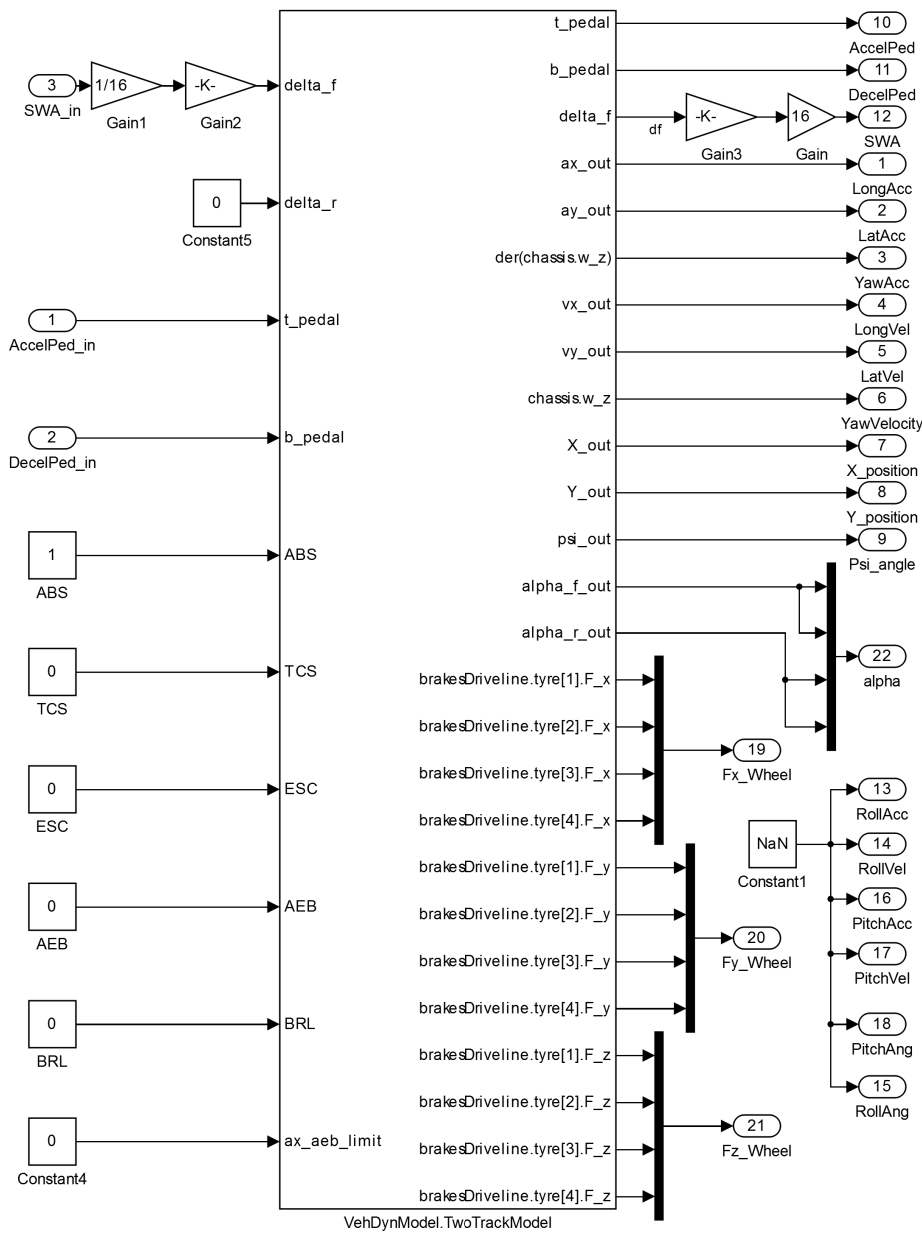 t_pedal
10
AccelPed
b_pedal
11
DecelPed
3
SWA_in
1/16
Gain1
-K-
Gain2
delta_f
delta_f
df
-K-
Gain3
16
Gain
12
SWA
ax_out
1
LongAcc
0
Constant5
delta_r
ay_out
2
LatAcc
der(chassis.w_z)
3
YawAcc
vx_out
4
LongVel
1
AccelPed_in
t_pedal
vy_out
5
LatVel
chassis.w_z
6
YawVelocity
2
DecelPed_in
b_pedal
X_out
7
X_position
Y_out
8
Y_position
psi_out
9
Psi_angle
1
ABS
ABS
alpha_f_out
alpha_r_out
22
alpha
0
TCS
TCS
brakesDriveline.tyre[1].F_x
brakesDriveline.tyre[2].F_x
19
Fx_Wheel
brakesDriveline.tyre[3].F_x
brakesDriveline.tyre[4].F_x
0
ESC
ESC
13
RollAcc
NaN
Constant1
14
RollVel
brakesDriveline.tyre[1].F_y
16
PitchAcc
0
AEB
AEB
brakesDriveline.tyre[2].F_y
20
Fy_Wheel
17
PitchVel
brakesDriveline.tyre[3].F_y
brakesDriveline.tyre[4].F_y
0
BRL
BRL
18
PitchAng
brakesDriveline.tyre[1].F_z
15
RollAng
brakesDriveline.tyre[2].F_z
21
Fz_Wheel
0
Constant4
ax_aeb_limit
brakesDriveline.tyre[3].F_z
brakesDriveline.tyre[4].F_z
VehDynModel.TwoTrackModel